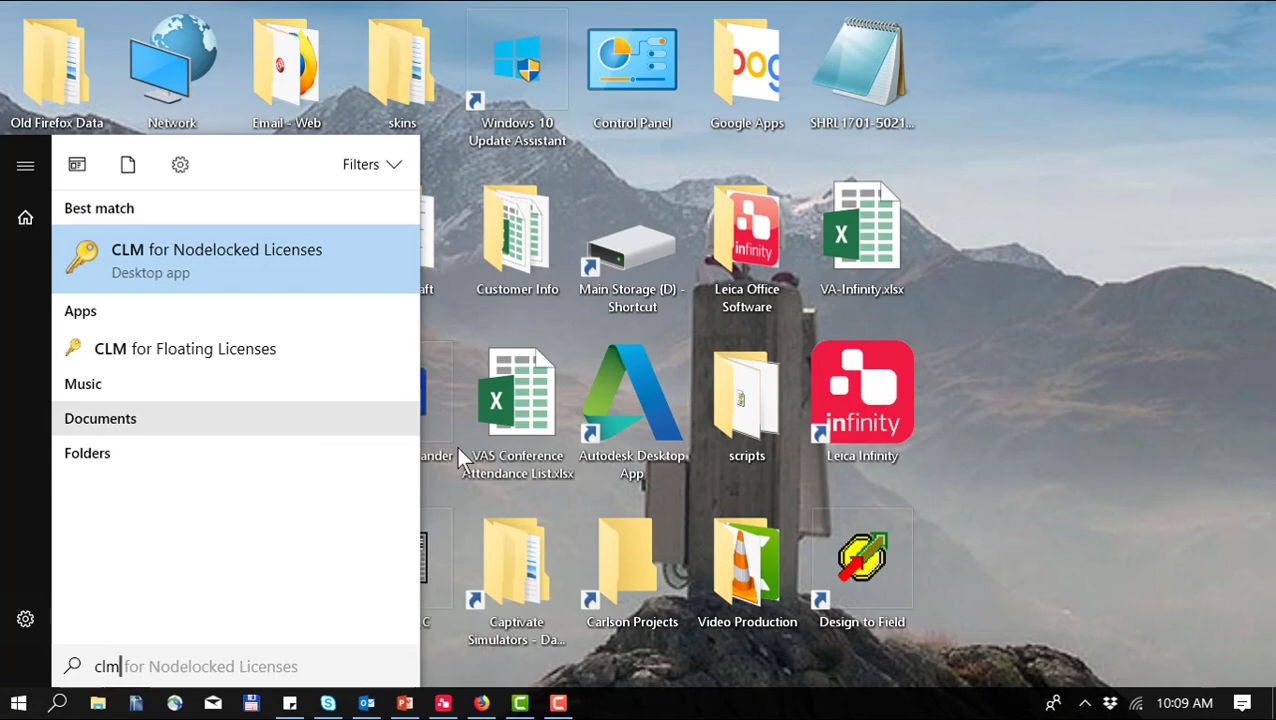 Old Firefox Data
Network
Email - Web
skins
Windows 10
Update Assistant
Control Panel
Google Apps
SHRL1701-5021...
Filters
Best match
CLM for Nodelocked Licenses
Desktop app
Apps
CLM for Floating Licenses
Music
Documents
Folders
clm for Nodelocked Licenses
aft
Customer Info
Main Storage (D) -
Shortcut
infinity
Leica Office
Software
VA-Infinity.xlsx
ander
VAS Conference
Attendance List.xlsx
Autodesk Desktop
App
scripts
infinity
Leica Infinity
C
Captivate
Simulators - Da...
Carlson Projects
Video Production
Design to Field
10:09 AM